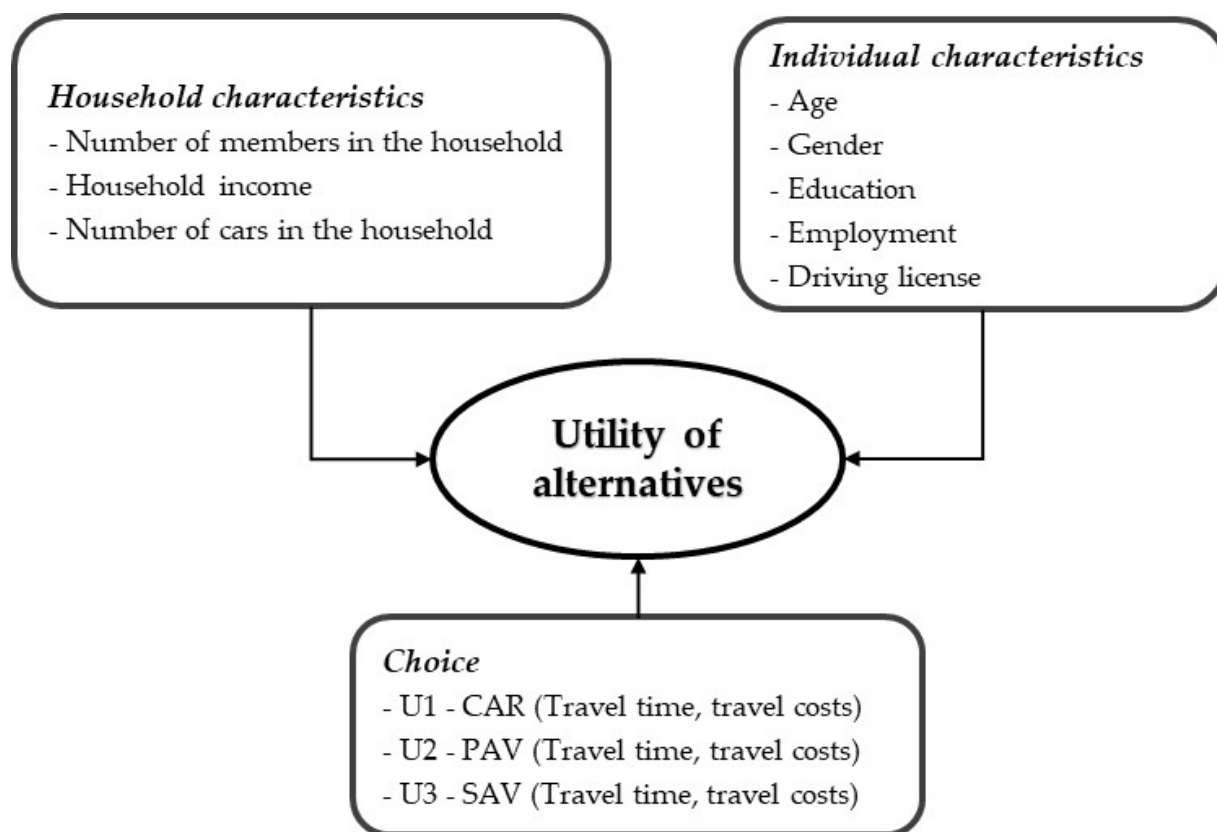 Household characteristics
- Number of members in the household
- Household income
- Number of cars in the household
Individual characteristics
- Age
- Gender
- Education
- Employment
- Driving license
Utility of
alternatives
Choice
- U1 - CAR (Travel time, travel costs)
- U2 - PAV (Travel time, travel costs)
- U3 - SAV (Travel time, travel costs)